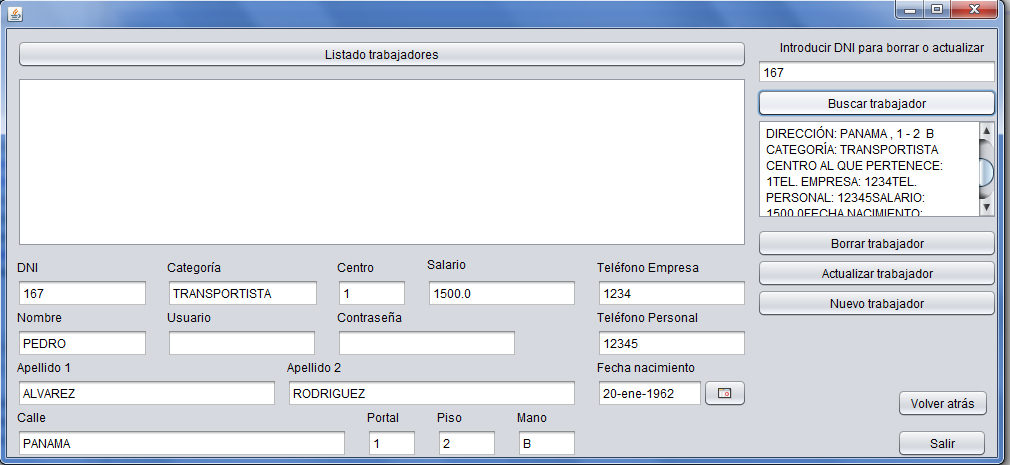 Listado trabajadores
Introducir DNI para borrar o actualizar
167
Buscar trabajador
DIRECCIÓN: PANAMA , 1 - 2 B
CATEGORÍA: TRANSPORTISTA
CENTRO AL QUE PERTENECE:
1TEL. EMPRESA: 1234TEL.
PERSONAL: 12345SALARIO:
1500.0FECHA NACIMIENTO:
Borrar trabajador
Actualizar trabajador
Nuevo trabajador
DNI Categoría Centro Salario Teléfono Empresa
167 TRANSPORTISTA 1 1500.0 1234
Nombre Usuario Contraseña Teléfono Personal
PEDRO 12345
Apellido 1 Apellido 2 Fecha nacimiento
ALVAREZ RODRIGUEZ 20-ene-1962
Calle Portal Piso Mano
PANAMA 1 2 B
Volver atrás
Salir